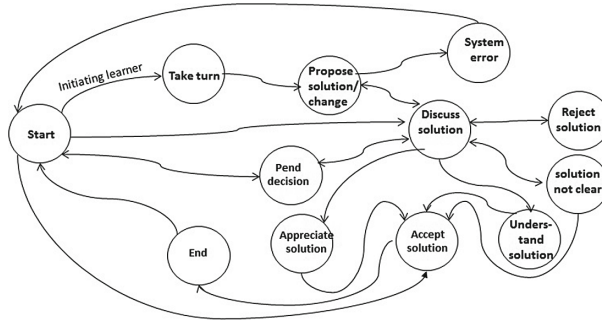 System
error
Initiating learner
Take turn
Propose
solution/
change
Discuss
solution
Reject
solution
Start
Pend
decision
solution
not clear
Appreciate
solution
Accept
solution
Unders-
tand
solution
End